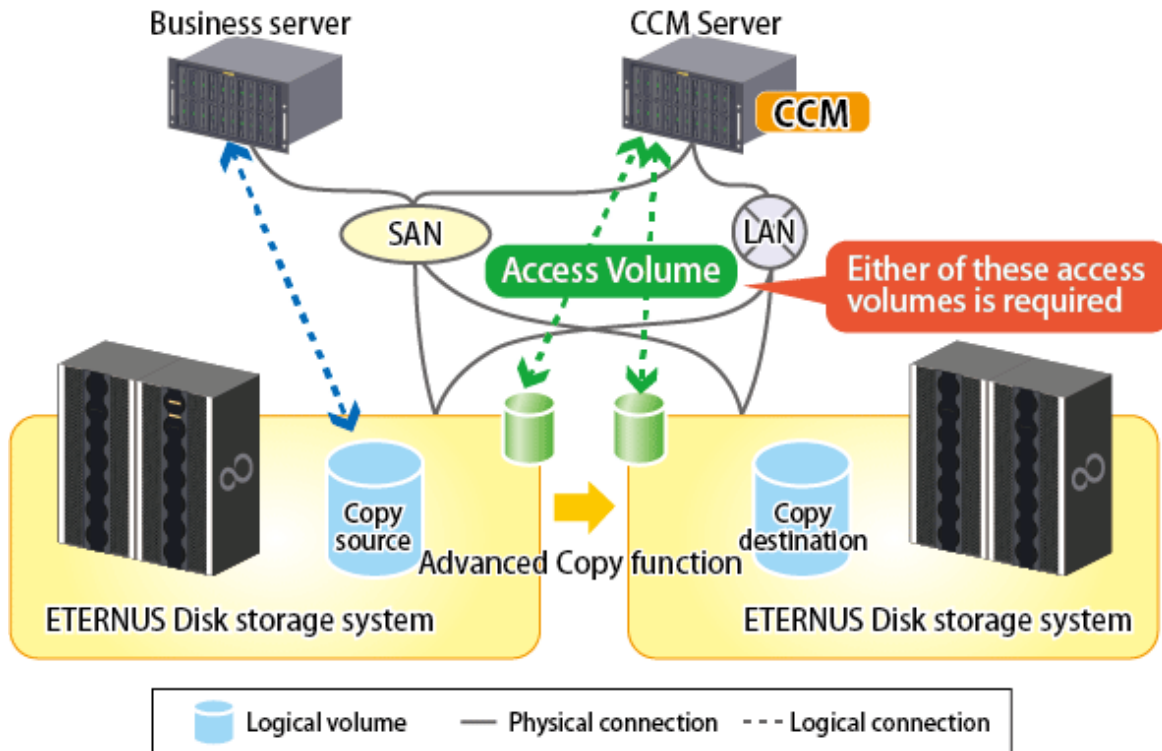 Business server
CCM Server
CCM
SAN
LAN
Access Volume
Either of these access
volumes is required
Copy
source
Copy
destination
Advanced Copy function
ETERNUS Disk storage system
ETERNUS Disk storage system
Logical volume
Physical connection
Logical connection